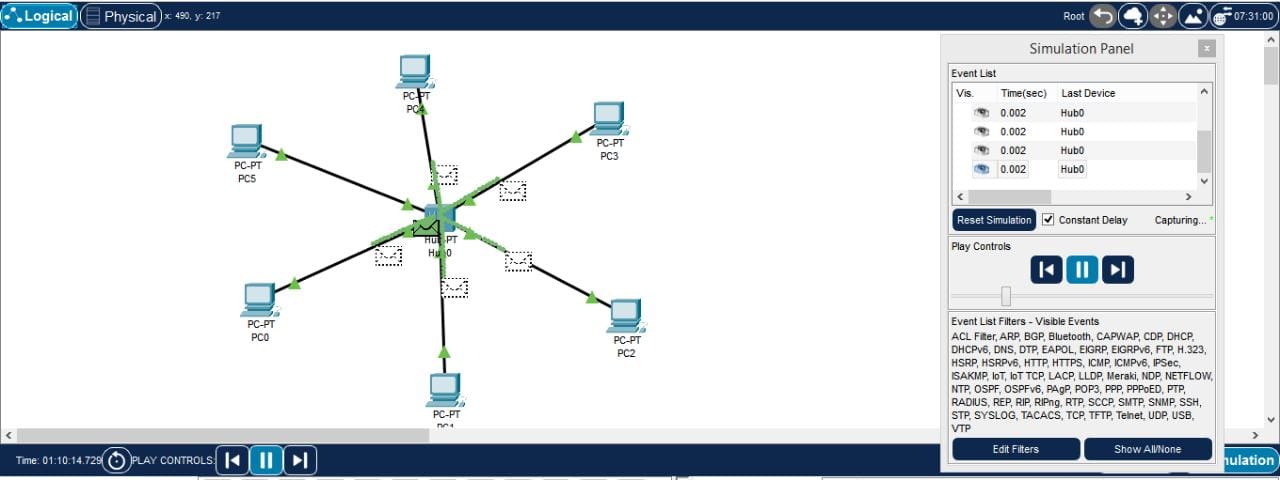 Logical
Physical
x: 490, y: 217
Root
07:31:00
PC-PT
PC4
PC-PT
PC3
PC-PT
PC5
Hub-PT
Hub0
PC-PT
PC0
PC-PT
PC2
PC-PT
PC1
Simulation Panel
x
Event List
Vis. Time(sec) Last Device
0.002 Hub0
0.002 Hub0
0.002 Hub0
0.002 Hub0
Reset Simulation
Constant Delay
Capturing... *
Play Controls
Event List Filters - Visible Events
ACL Filter, ARP, BGP, Bluetooth, CAPWAP, CDP, DHCP,
DHCPv6, DNS, DTP, EAPOL, EIGRP, EIGRPv6, FTP, H.323,
HSRP, HSRPv6, HTTP, HTTPS, ICMP, ICMPv6, IPSec,
ISAKMP, IoT, IoT TCP, LACP, LLDP, Meraki, NDP, NETFLOW,
NTP, OSPF, OSPFv6, PAgP, POP3, PPP, PPPoED, PTP,
RADIUS, REP, RIP, RIPng, RTP, SCCP, SMTP, SNMP, SSH,
STP, SYSLOG, TACACS, TCP, TFTP, Telnet, UDP, USB,
VTP
Edit Filters
Show All/None
Time: 01:10:14.729
PLAY CONTROLS:
nulation